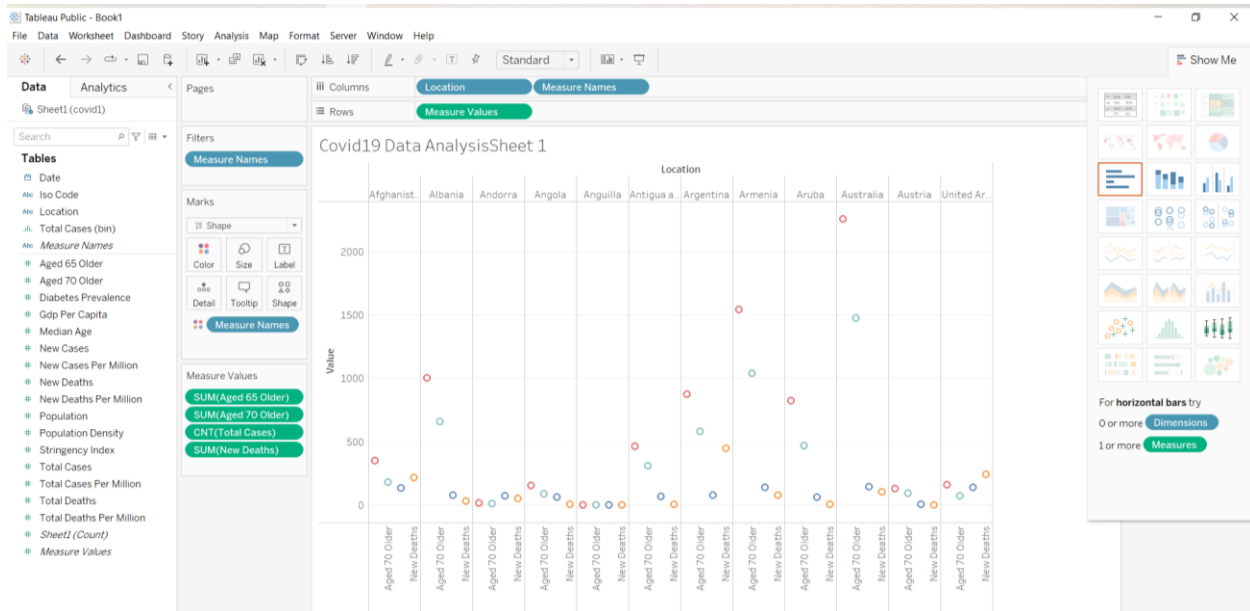 Tableau Public - Book1
File Data Worksheet Dashboard Story Analysis Map Format Server Window Help
Standard
Show Me
Data Analytics
Sheet1 (covid1)
Search
Tables
Date
Abc Iso Code
Abc Location
Total Cases (bin)
Abc Measure Names
# Aged 65 Older
# Aged 70 Older
# Diabetes Prevalence
# Gdp Per Capita
# Median Age
# New Cases
# New Cases Per Million
# New Deaths
# New Deaths Per Million
# Population
# Population Density
# Stringency Index
# Total Cases
# Total Cases Per Million
# Total Deaths
# Total Deaths Per Million
# Sheet1 (Count)
# Measure Values
Pages
Filters
Measure Names
Marks
Shape
Color Size Label
Detail Tooltip Shape
Measure Names
Measure Values
SUM(Aged 65 Older)
SUM(Aged 70 Older)
CNT(Total Cases)
SUM(New Deaths)
Columns Location Measure Names
Rows Measure Values
Covid19 Data AnalysisSheet 1
Location
Afghanist.. Albania Andorra Angola Anguilla Antigua a.. Argentina Armenia Aruba Australia Austria United Ar..
Value
2000
1500
1000
500
0
Aged 70 Older
New Deaths
Aged 70 Older
New Deaths
Aged 70 Older
New Deaths
Aged 70 Older
New Deaths
Aged 70 Older
New Deaths
Aged 70 Older
New Deaths
Aged 70 Older
New Deaths
Aged 70 Older
New Deaths
Aged 70 Older
New Deaths
Aged 70 Older
New Deaths
Aged 70 Older
New Deaths
Aged 70 Older
New Deaths
For horizontal bars try
0 or more Dimensions
1 or more Measures